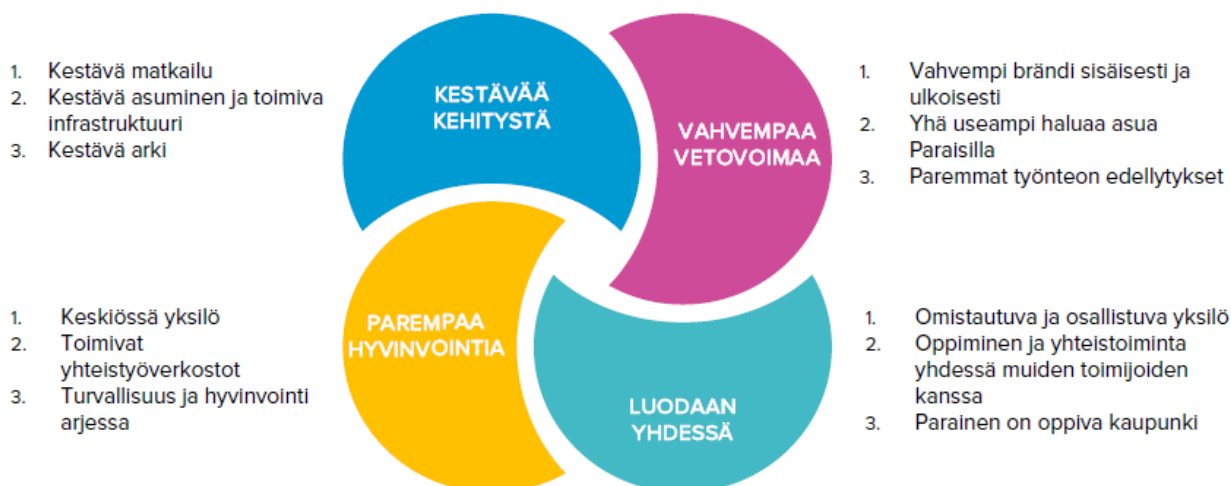 1. Kestävä matkailu
2. Kestävä asuminen ja toimiva
infrastruktuuri
3. Kestävä arki
KESTÄVÄÄ
KEHITYSTÄ
VAHVEMPAA
VETOVOIMAA
1. Vahvempi brändi sisäisesti ja
ulkoisesti
2. Yhä useampi haluaa asua
Paraisilla
3. Paremmat työnteon edellytykset
1. Keskiössä yksilö
2. Toimivat
yhteistyöverkostot
3. Turvallisuus ja hyvinvointi
arjessa
PAREMPAA
HYVINVOINTIA
LUODAAN
YHDESSÄ
1. Omistautuva ja osallistuva yksilö
2. Oppiminen ja yhteistoiminta
yhdessä muiden toimijoiden
kanssa
3. Parainen on oppiva kaupunki